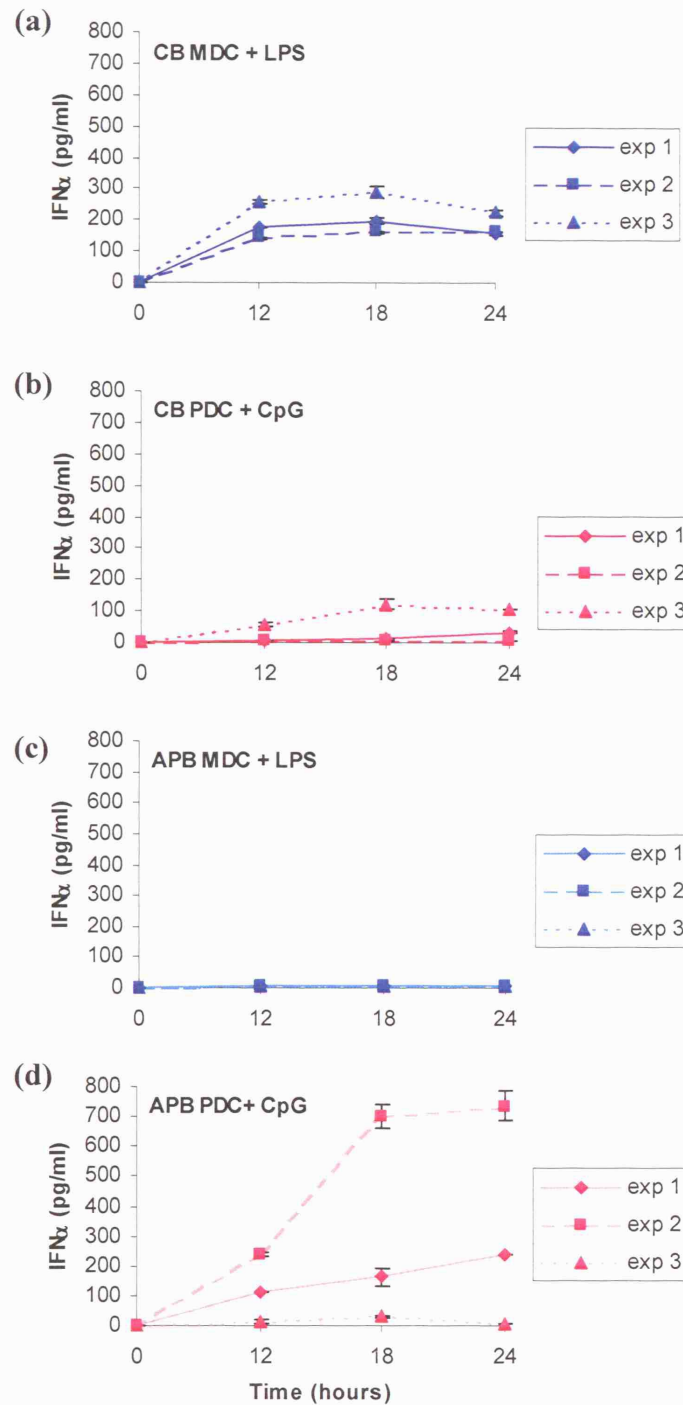 (a)
CB MDC + LPS
800
700
600
500
400
300
200
100
0
IFNα (pg/ml)
0 12 18 24
exp 1
exp 2
exp 3
(b)
CB PDC + CpG
800
700
600
500
400
300
200
100
0
IFNα (pg/ml)
0 12 18 24
exp 1
exp 2
exp 3
(c)
APB MDC + LPS
800
700
600
500
400
300
200
100
0
IFNα (pg/ml)
0 12 18 24
exp 1
exp 2
exp 3
(d)
APB PDC+ CpG
800
700
600
500
400
300
200
100
0
IFNα (pg/ml)
0 12 18 24
Time (hours)
exp 1
exp 2
exp 3